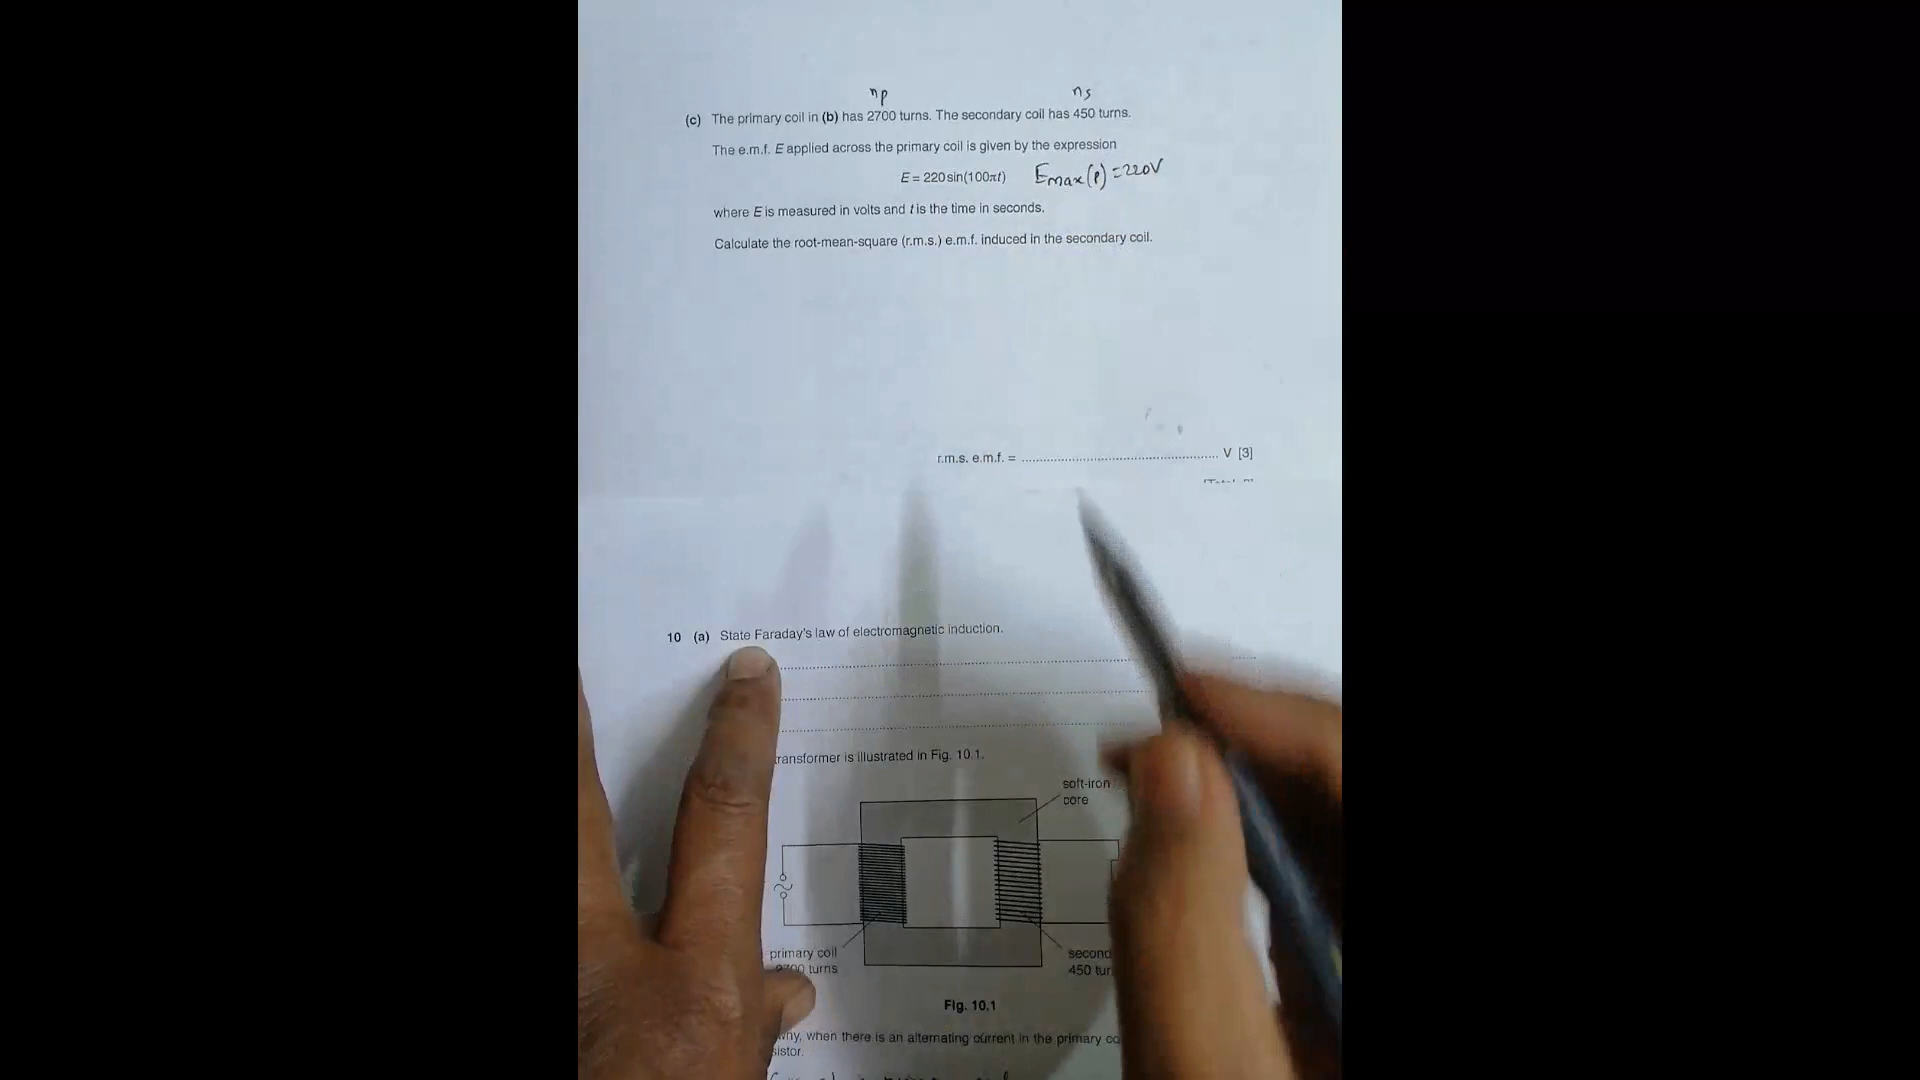 np ns
(c) The primary coil in (b) has 2700 turns. The secondary coil has 450 turns.
The e.m.f. E applied across the primary coil is given by the expression
E = 220 sin(100πt) Emax(p) = 220V
where E is measured in volts and t is the time in seconds.
Calculate the root-mean-square (r.m.s.) e.m.f. induced in the secondary coil.
r.m.s. e.m.f. = .................................................... V [3]
10 (a) State Faraday's law of electromagnetic induction.
transformer is illustrated in Fig. 10.1.
soft-iron
core
primary coil
turns
second
450 tur
Fig. 10.1
why, when there is an alternating current in the primary co
sistor.